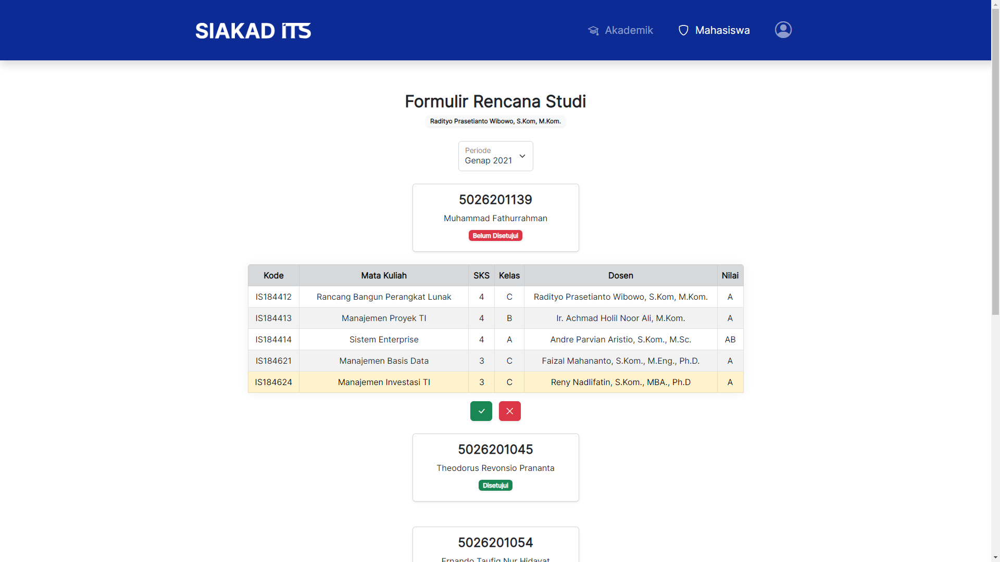 SIAKAD ITS
Akademik
Mahasiswa
Formulir Rencana Studi
Radityo Prasetianto Wibowo, S.Kom, M.Kom.
Periode
Genap 2021
5026201139
Muhammad Fathurrahman
Belum Disetujui
Kode Mata Kuliah SKS Kelas Dosen Nilai
IS184412 Rancang Bangun Perangkat Lunak 4 C Radityo Prasetianto Wibowo, S.Kom, M.Kom. A
IS184413 Manajemen Proyek TI 4 B Ir. Achmad Holil Noor Ali, M.Kom. A
IS184414 Sistem Enterprise 4 A Andre Parvian Aristio, S.Kom., M.Sc. AB
IS184621 Manajemen Basis Data 3 C Faizal Mahananto, S.Kom., M.Eng., Ph.D. A
IS184624 Manajemen Investasi TI 3 C Reny Nadlifatin, S.Kom., MBA., Ph.D A
5026201045
Theodorus Revonsio Prananta
Disetujui
5026201054
Ernando Taufiq Nur Hidayat